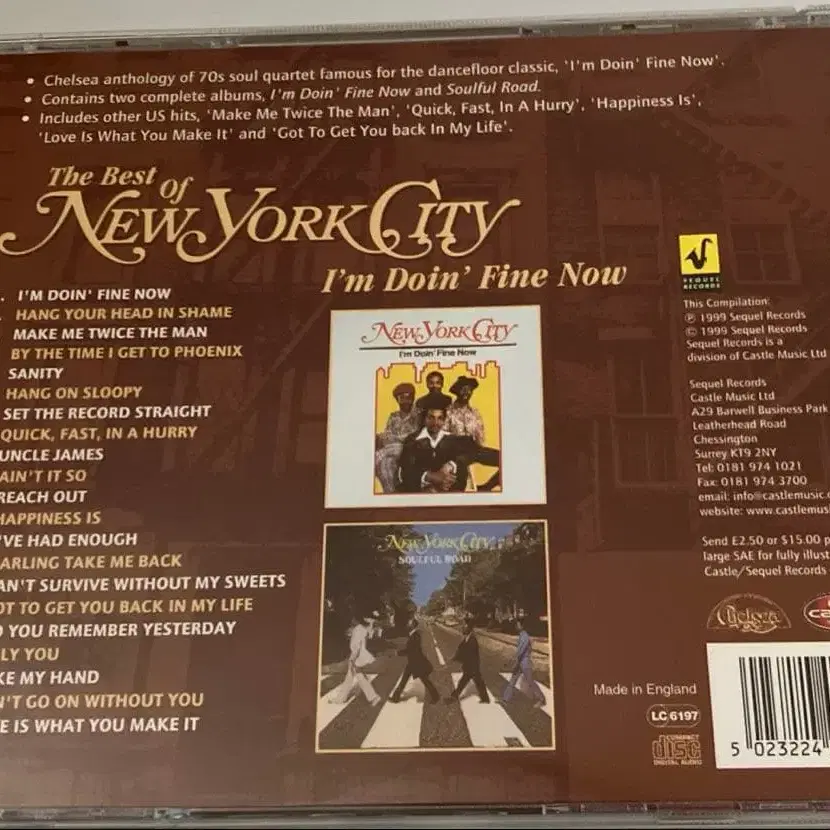 • Chelsea anthology of 70s soul quartet famous for the dancefloor classic, 'I'm Doin' Fine Now'.
• Contains two complete albums, I'm Doin' Fine Now and Soulful Road.
• Includes other US hits, 'Make Me Twice The Man', 'Quick, Fast, In A Hurry', 'Happiness Is',
'Love Is What You Make It' and 'Got To Get You back In My Life'.
The Best of
NEW YORK CITY
I'm Doin' Fine Now
. I'M DOIN' FINE NOW
. HANG YOUR HEAD IN SHAME
MAKE ME TWICE THE MAN
BY THE TIME I GET TO PHOENIX
SANITY
HANG ON SLOOPY
SET THE RECORD STRAIGHT
QUICK, FAST, IN A HURRY
UNCLE JAMES
AIN'T IT SO
REACH OUT
HAPPINESS IS
'VE HAD ENOUGH
ARLING TAKE ME BACK
AN'T SURVIVE WITHOUT MY SWEETS
OT TO GET YOU BACK IN MY LIFE
O YOU REMEMBER YESTERDAY
LY YOU
KE MY HAND
N'T GO ON WITHOUT YOU
E IS WHAT YOU MAKE IT
NEW YORK CITY
I'm Doin' Fine Now
NEW YORK CITY
SOULFUL ROAD
SEQUEL
RECORDS
This Compilation:
℗ 1999 Sequel Records
© 1999 Sequel Records
Sequel Records is a
division of Castle Music Ltd
Sequel Records
Castle Music Ltd
A29 Barwell Business Park
Leatherhead Road
Chessington
Surrey KT9 2NY
Tel: 0181 974 1021
Fax: 0181 974 3700
email: info@castlemusic.
website: www.castlemus
Send £2.50 or $15.00 p
large SAE for fully illust
Castle/Sequel Records
Chelsea
ca
Made in England
LC 6197
COMPACT
disc
DIGITAL AUDIO
5 023224